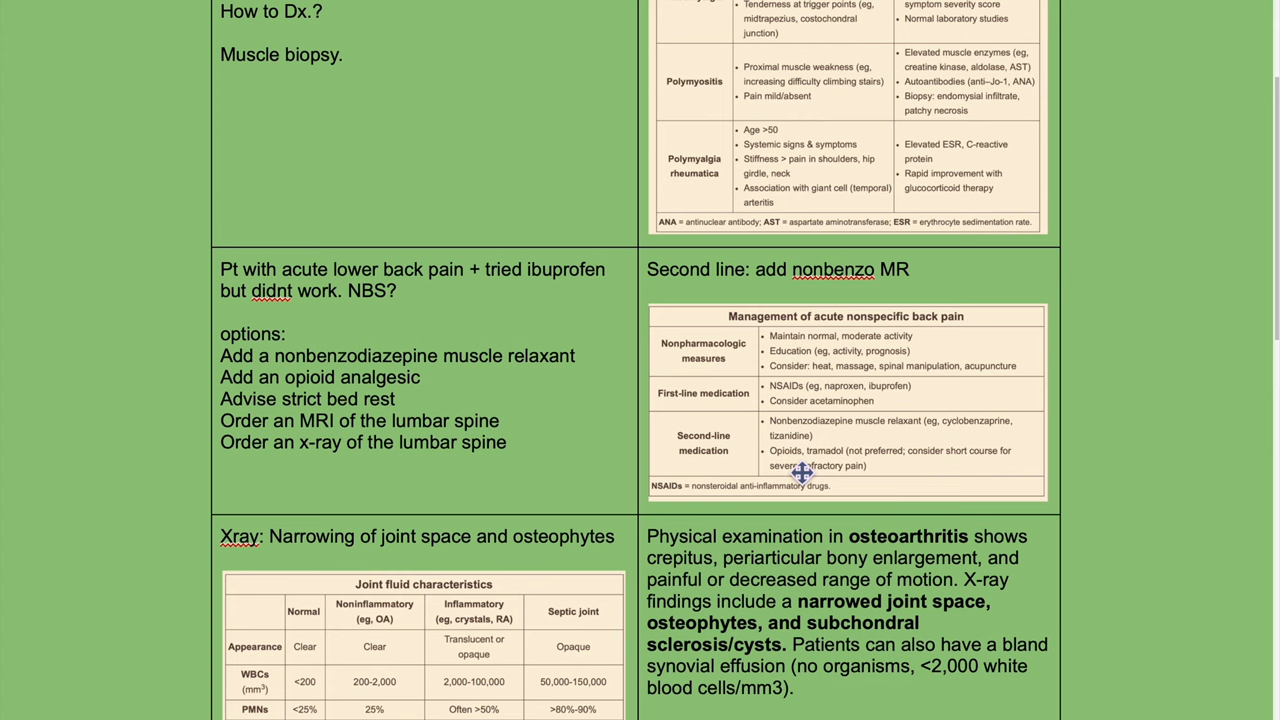 How to Dx.?
Muscle biopsy.
• Tenderness at trigger points (eg,
midtrapezius, costochondral
junction)
symptom severity score
• Normal laboratory studies
Polymyositis
• Proximal muscle weakness (eg,
increasing difficulty climbing stairs)
• Pain mild/absent
• Elevated muscle enzymes (eg,
creatine kinase, aldolase, AST)
• Autoantibodies (anti–Jo-1, ANA)
• Biopsy: endomysial infiltrate,
patchy necrosis
Polymyalgia
rheumatica
• Age >50
• Systemic signs & symptoms
• Stiffness > pain in shoulders, hip
girdle, neck
• Association with giant cell (temporal)
arteritis
• Elevated ESR, C-reactive
protein
• Rapid improvement with
glucocorticoid therapy
ANA = antinuclear antibody; AST = aspartate aminotransferase; ESR = erythrocyte sedimentation rate.
Pt with acute lower back pain + tried ibuprofen
but didnt work. NBS?
options:
Add a nonbenzodiazepine muscle relaxant
Add an opioid analgesic
Advise strict bed rest
Order an MRI of the lumbar spine
Order an x-ray of the lumbar spine
Second line: add nonbenzo MR
Management of acute nonspecific back pain
Nonpharmacologic
measures
• Maintain normal, moderate activity
• Education (eg, activity, prognosis)
• Consider: heat, massage, spinal manipulation, acupuncture
First-line medication
• NSAIDs (eg, naproxen, ibuprofen)
• Consider acetaminophen
Second-line
medication
• Nonbenzodiazepine muscle relaxant (eg, cyclobenzaprine,
tizanidine)
• Opioids, tramadol (not preferred; consider short course for
pain)
NSAIDs = nonsteroidal anti-inflammatory drugs.
Xray: Narrowing of joint space and osteophytes
Joint fluid characteristics
Normal
Noninflammatory
(eg, OA)
Inflammatory
(eg, crystals, RA)
Septic joint
Appearance
Clear
Clear
Translucent or
opaque
Opaque
WBCs
(mm³)
<200
200-2,000
2,000-100,000
50,000-150,000
PMNs
<25%
25%
Often >50%
>80%-90%
Physical examination in osteoarthritis shows
crepitus, periarticular bony enlargement, and
painful or decreased range of motion. X-ray
findings include a narrowed joint space,
osteophytes, and subchondral
sclerosis/cysts. Patients can also have a bland
synovial effusion (no organisms, <2,000 white
blood cells/mm3).